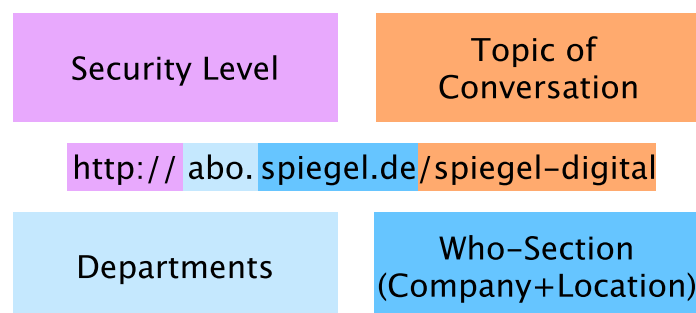 Security Level
Topic of
Conversation
http:// abo.spiegel.de/spiegel-digital
Departments
Who-Section
(Company+Location)